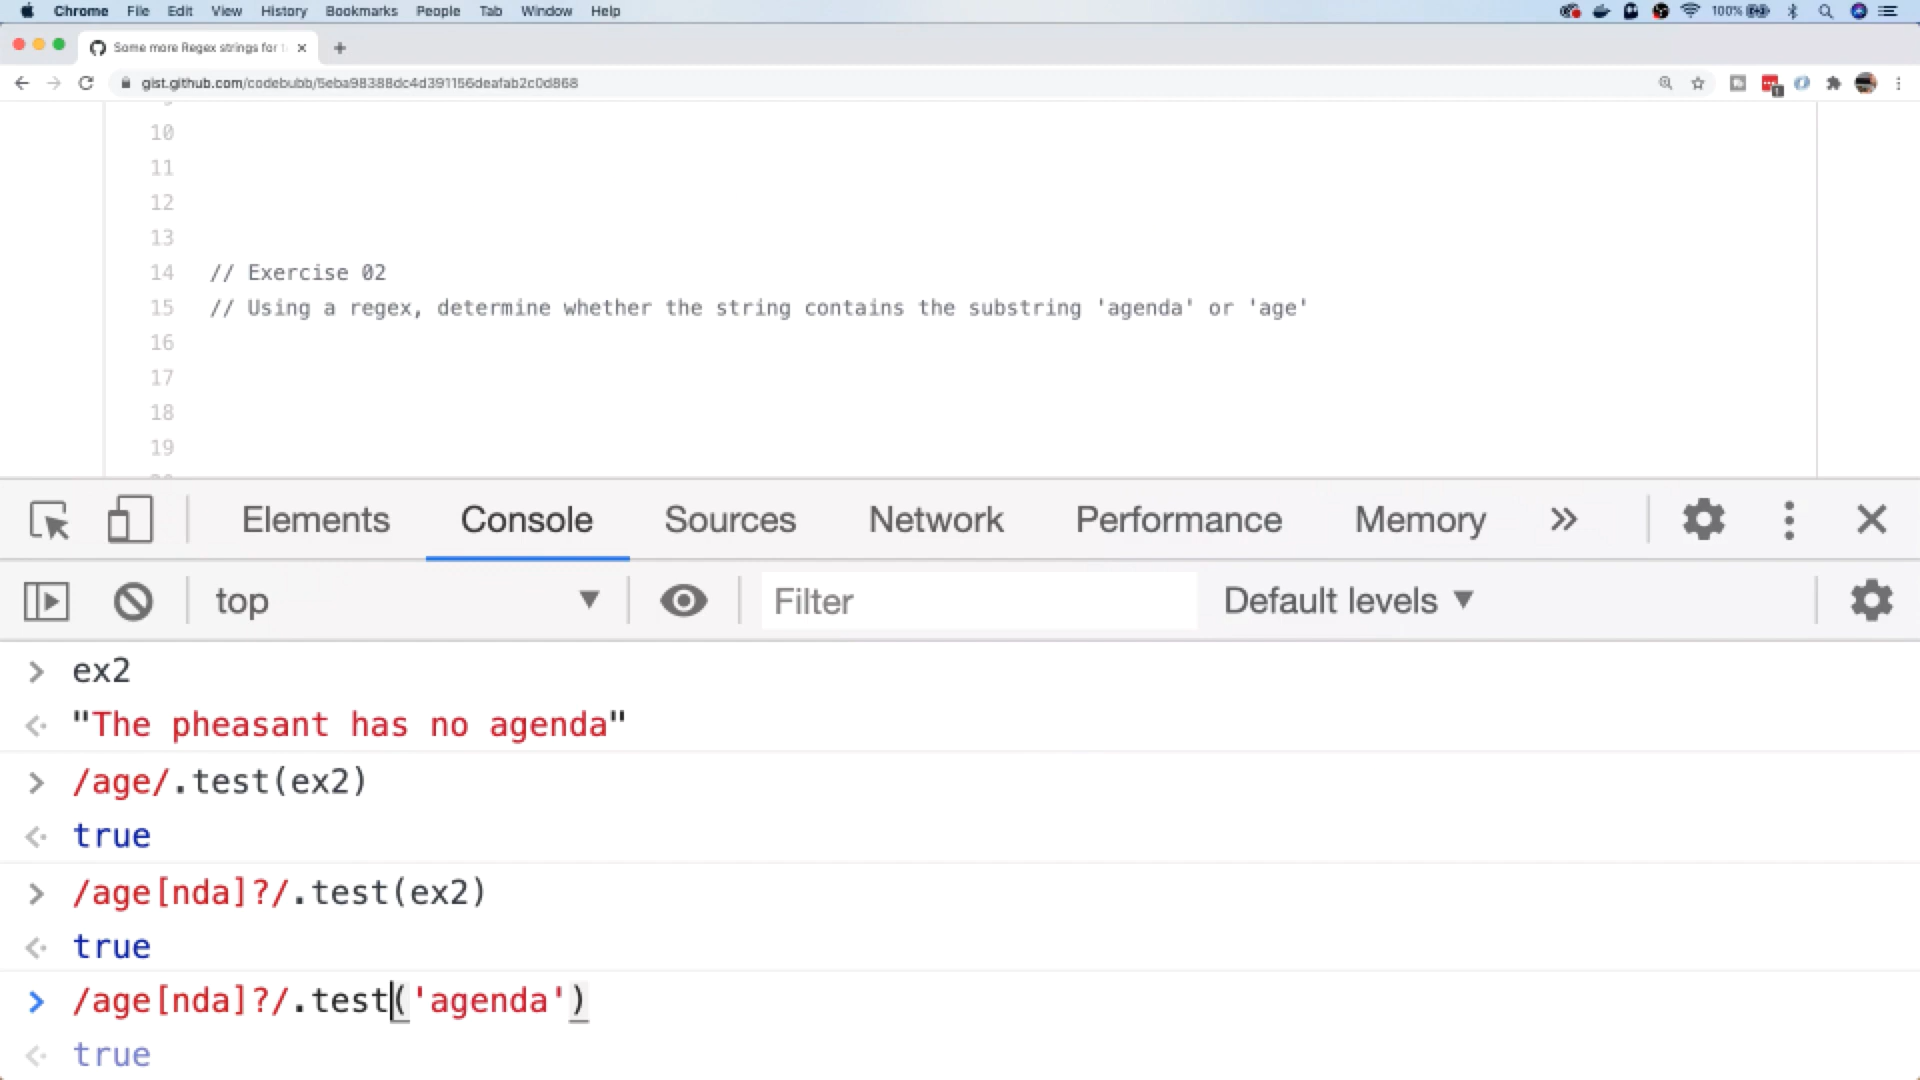 Chrome File Edit View History Bookmarks People Tab Window Help 100%
Some more Regex strings for
gist.github.com/codebubb/5eba98388dc4d391156deafab2c0d868
10
11
12
13
14 // Exercise 02
15 // Using a regex, determine whether the string contains the substring 'agenda' or 'age'
16
17
18
19
Elements Console Sources Network Performance Memory »
top ▼ Filter Default levels ▼
> ex2
<· "The pheasant has no agenda"
> /age/.test(ex2)
<· true
> /age[nda]?/.test(ex2)
<· true
> /age[nda]?/.test('agenda')
<· true